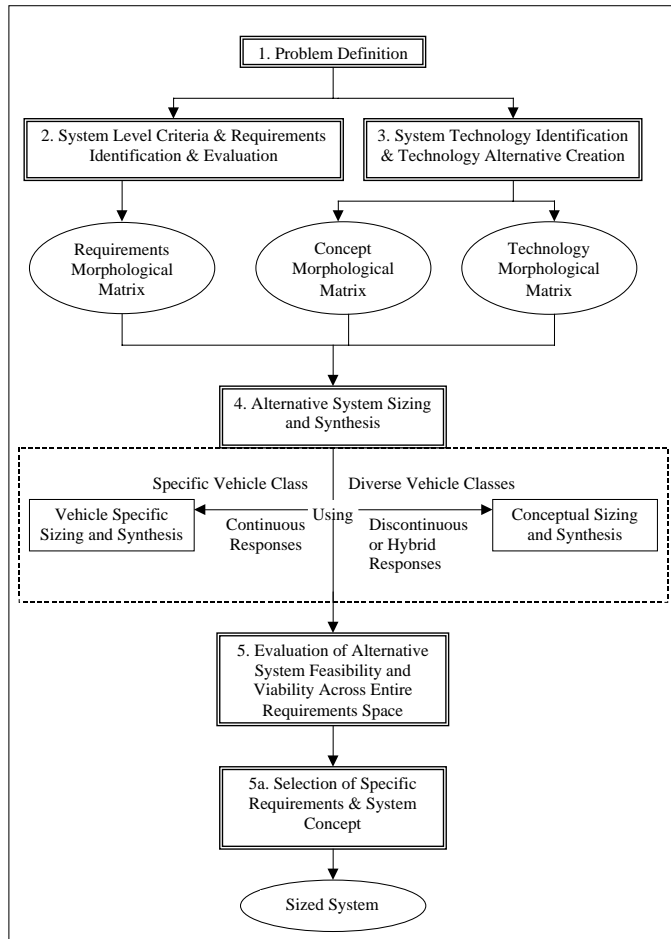 1. Problem Definition
2. System Level Criteria & Requirements
Identification & Evaluation
3. System Technology Identification
& Technology Alternative Creation
Requirements
Morphological
Matrix
Concept
Morphological
Matrix
Technology
Morphological
Matrix
4. Alternative System Sizing
and Synthesis
Specific Vehicle Class
Diverse Vehicle Classes
Vehicle Specific
Sizing and Synthesis
Continuous
Responses
Using
Discontinuous
or Hybrid
Responses
Conceptual Sizing
and Synthesis
5. Evaluation of Alternative
System Feasibility and
Viability Across Entire
Requirements Space
5a. Selection of Specific
Requirements & System
Concept
Sized System